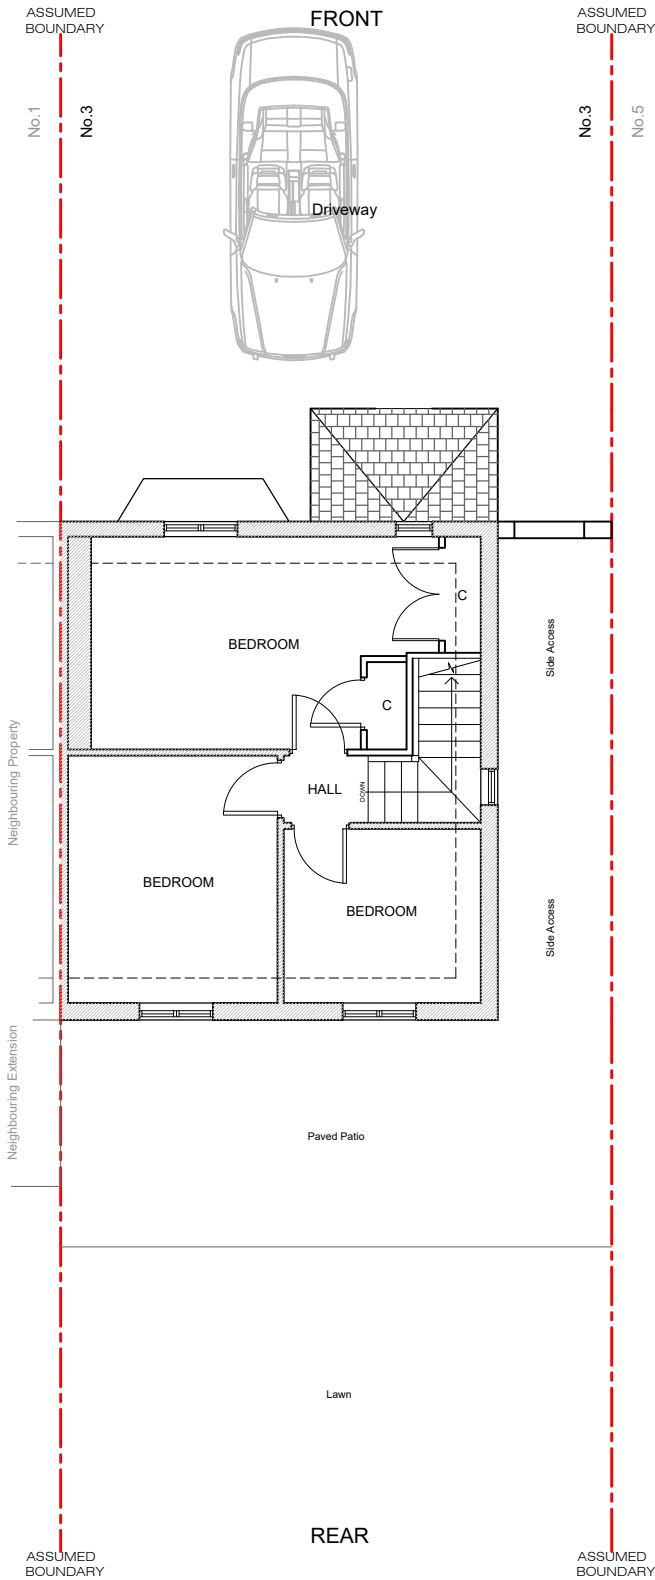 ASSUMED
BOUNDARY
FRONT
ASSUMED
BOUNDARY
No.1
No.3
No.3
No.5
Driveway
C
BEDROOM
Side Access
C
Neighbouring Property
HALL
DOWN
BEDROOM
BEDROOM
Side Access
Neighbouring Extension
Paved Patio
Lawn
REAR
ASSUMED
BOUNDARY
ASSUMED
BOUNDARY